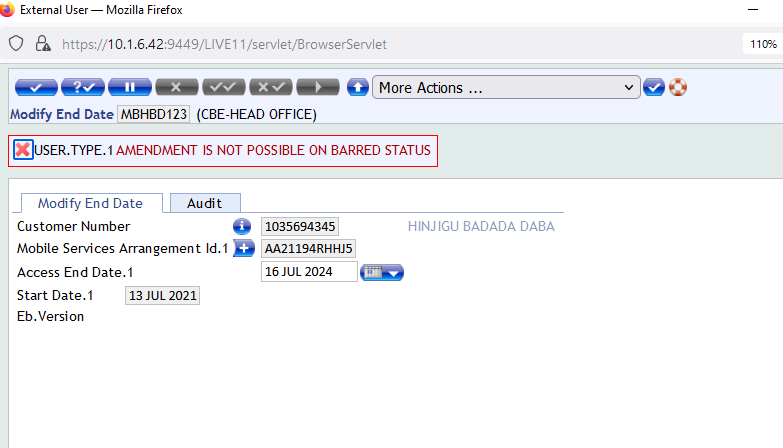 External User — Mozilla Firefox
https://10.1.6.42:9449/LIVE11/servlet/BrowserServlet 110%
More Actions ...
Modify End Date MBHBD123 (CBE-HEAD OFFICE)
USER.TYPE.1 AMENDMENT IS NOT POSSIBLE ON BARRED STATUS
Modify End Date Audit
Customer Number 1035694345 HINJIGU BADADA DABA
Mobile Services Arrangement Id.1 AA21194RHHJ5
Access End Date.1 16 JUL 2024
Start Date.1 13 JUL 2021
Eb.Version